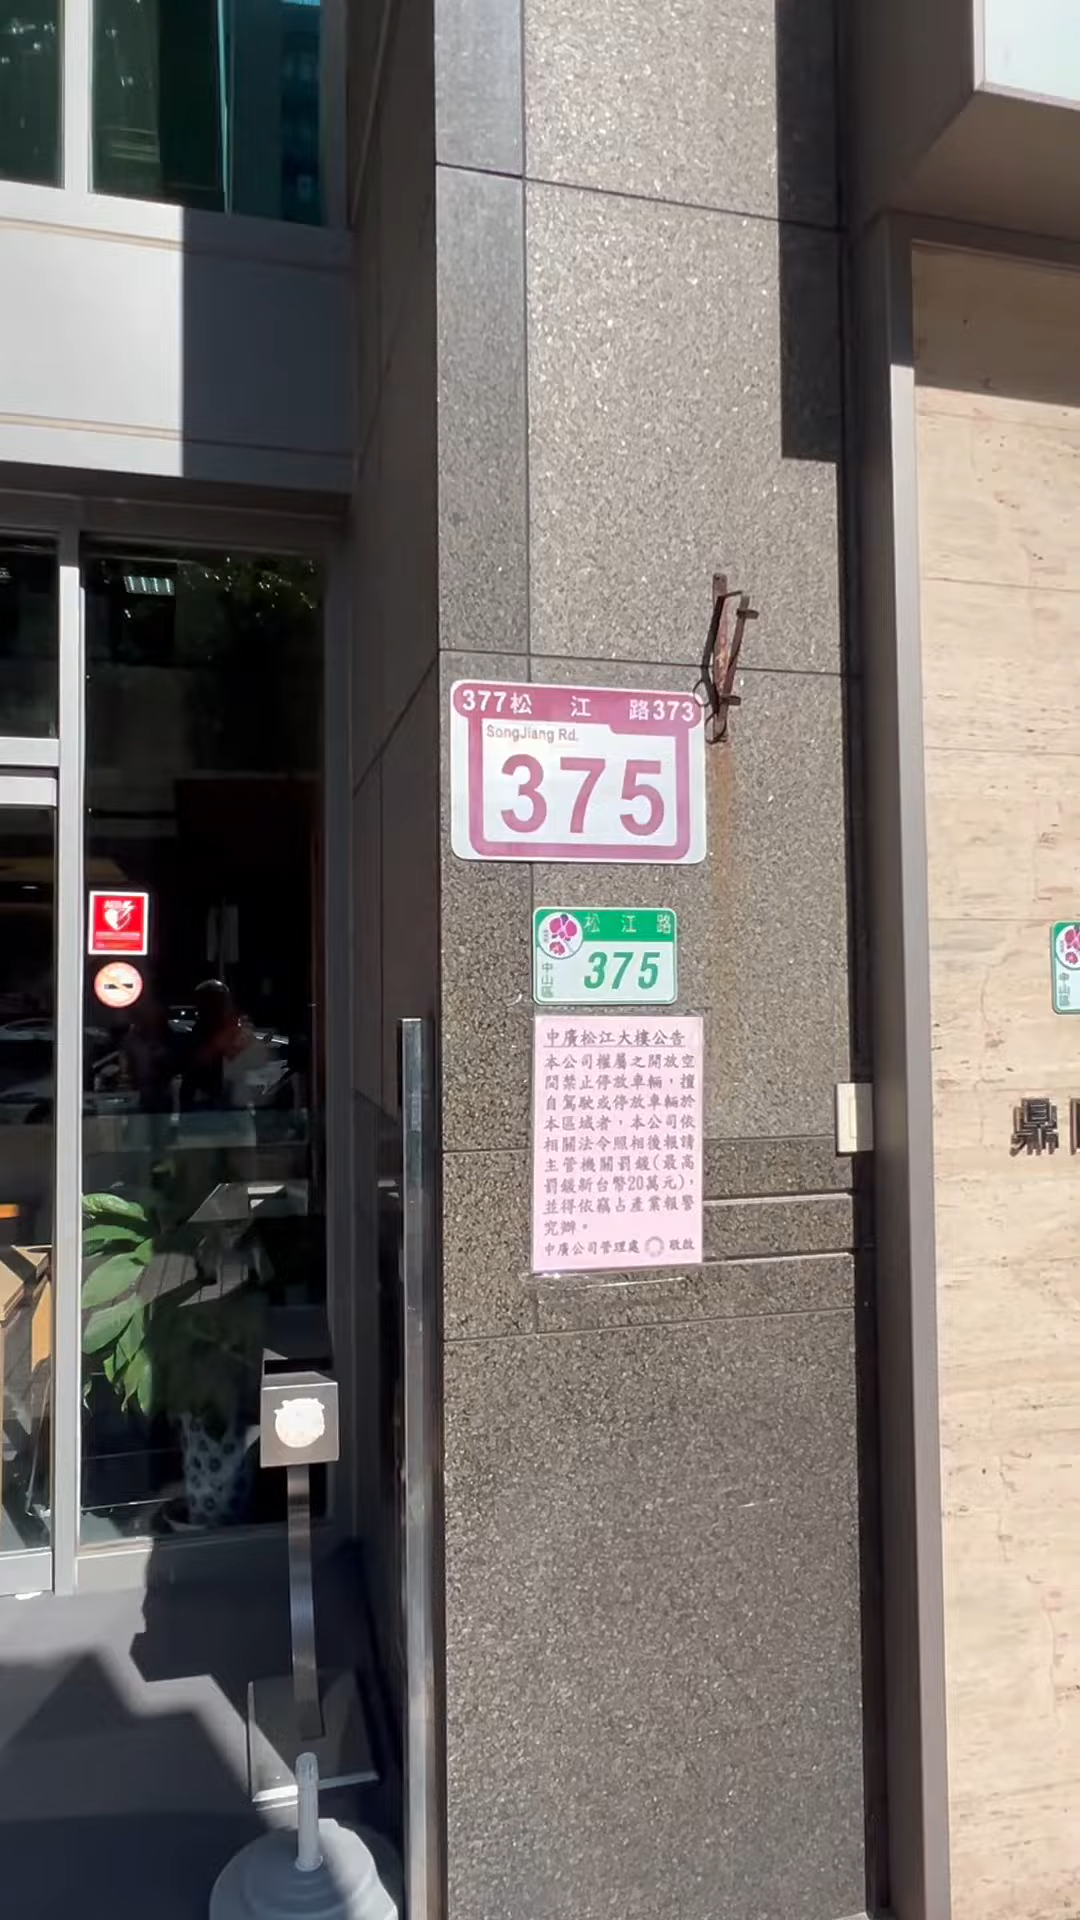 377松 江 路373
SongJiang Rd.
375
松 江 路
中山區
375
中廣松江大樓公告
本公司權屬之開放空
間禁止停放車輛，擅
自駕駛或停放車輛於
本區域者，本公司依
相關法令照相後報請
主管機關罰鍰(最高
罰鍰新台幣20萬元)，
並得依竊占產業報警
究辦。
中廣公司管理處 敬啟
AED
中山區
鼎